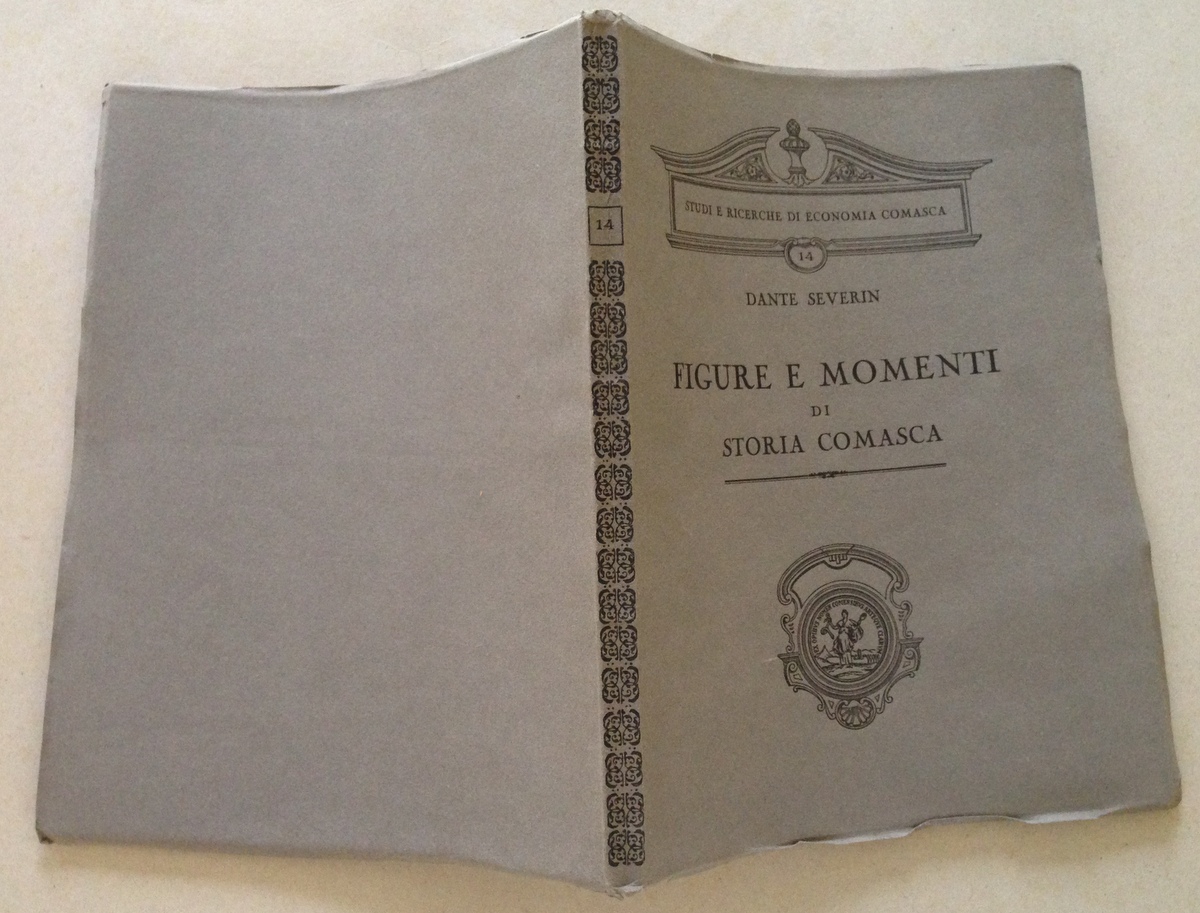 14
STUDI E RICERCHE DI ECONOMIA COMASCA
14
DANTE SEVERIN
FIGURE E MOMENTI
DI
STORIA COMASCA